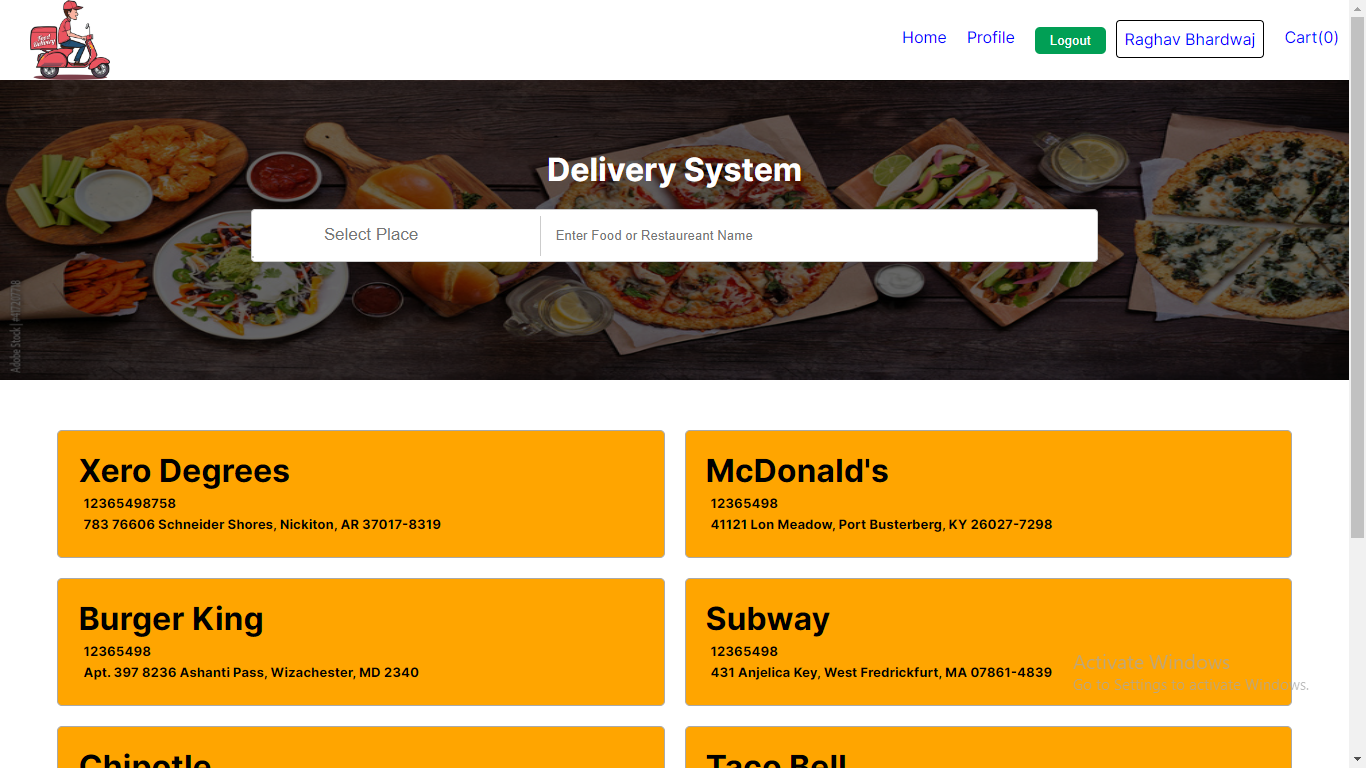 Food
Delivery
Home Profile Logout Raghav Bhardwaj Cart(0)
Delivery System
Select Place Enter Food or Restaureant Name
Adobe Stock | #
Xero Degrees
12365498758
783 76606 Schneider Shores, Nickiton, AR 37017-8319
McDonald's
12365498
41121 Lon Meadow, Port Busterberg, KY 26027-7298
Burger King
12365498
Apt. 397 8236 Ashanti Pass, Wizachester, MD 2340
Subway
12365498
431 Anjelica Key, West Fredrickfurt, MA 07861-4839
Activate Windows
Go to Settings to activate Windows.
Chipotle
Taco Bell